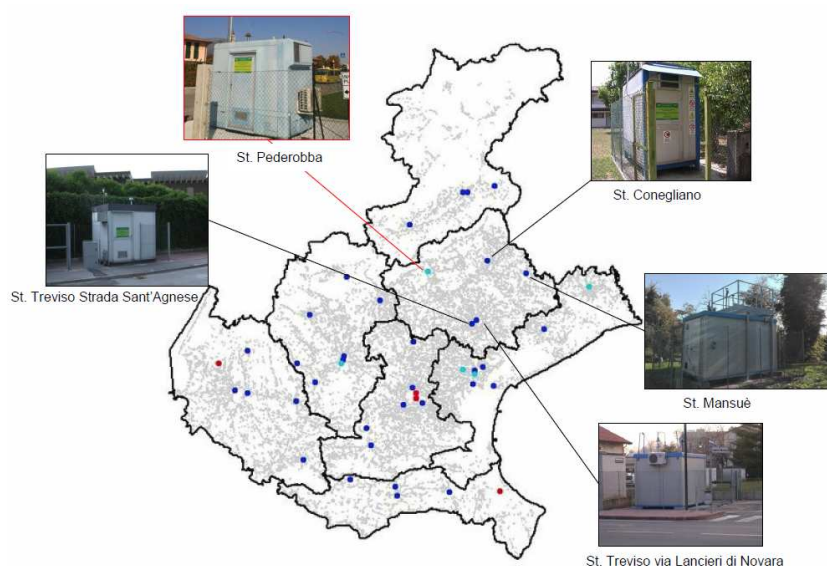 St. Pederobba
St. Conegliano
St. Treviso Strada Sant'Agnese
St. Mansuè
St. Treviso via Lancieri di Novara